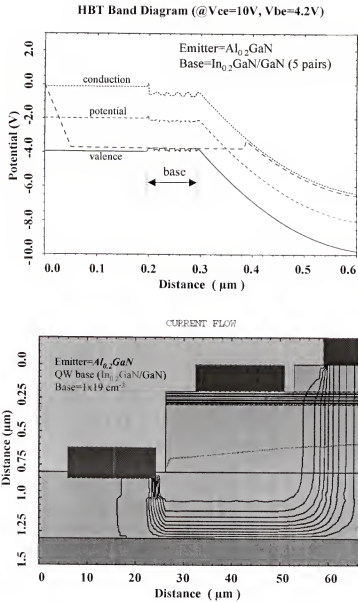 HBT Band Diagram (@Vce=10V, Vbe=4.2V)
2.0
0.0
-2.0
-4.0
-6.0
-8.0
-10.0
Potential (V)
Emitter=Al0.2GaN
Base=In0.2GaN/GaN (5 pairs)
conduction
potential
valence
base
0.0
0.1
0.2
0.3
0.4
0.5
0.6
Distance ( µm )
CURRENT FLOW
0.0
0.25
0.5
0.75
1.0
1.25
1.5
Distance (µm)
Emitter=Al0.2GaN
QW base (In0.2GaN/GaN)
Base=1x19 cm-3
0
10
20
30
40
50
60
Distance ( µm )